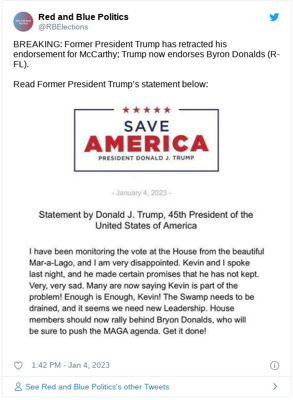 Red and Blue Politics
@RBElections
BREAKING: Former President Trump has retracted his
endorsement for McCarthy; Trump now endorses Byron Donalds (R-
FL).
Read Former President Trump's statement below:
SAVE
AMERICA
PRESIDENT DONALD J. TRUMP
- January 4, 2023 -
Statement by Donald J. Trump, 45th President of the
United States of America
I have been monitoring the vote at the House from the beautiful
Mar-a-Lago, and I am very disappointed. Kevin and I spoke
last night, and he made certain promises that he has not kept.
Very, very sad. Many are now saying Kevin is part of the
problem! Enough is Enough, Kevin! The Swamp needs to be
drained, and it seems we need new Leadership. House
members should now rally behind Bryon Donalds, who will
be sure to push the MAGA agenda. Get it done!
1:42 PM - Jan 4, 2023
See Red and Blue Politics's other Tweets